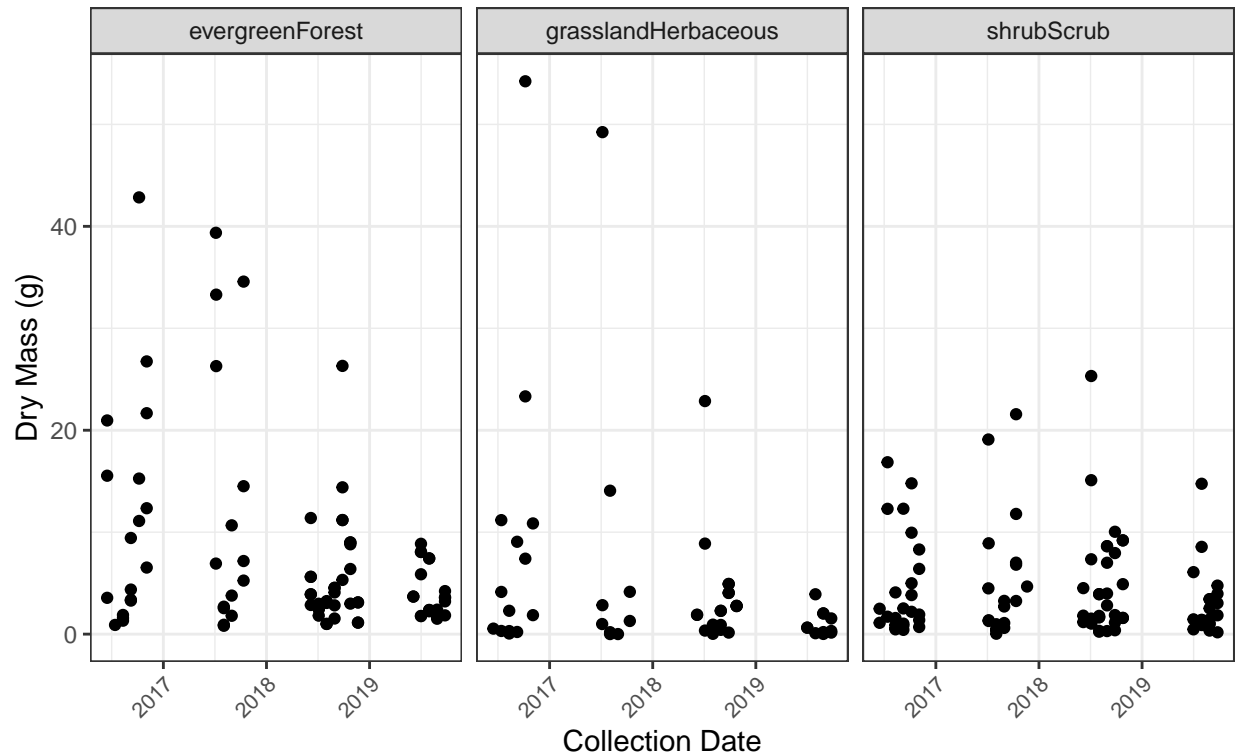 evergreenForest grasslandHerbaceous shrubScrub
40
20
0
Dry Mass (g)
2017 2018 2019 2017 2018 2019 2017 2018 2019
Collection Date